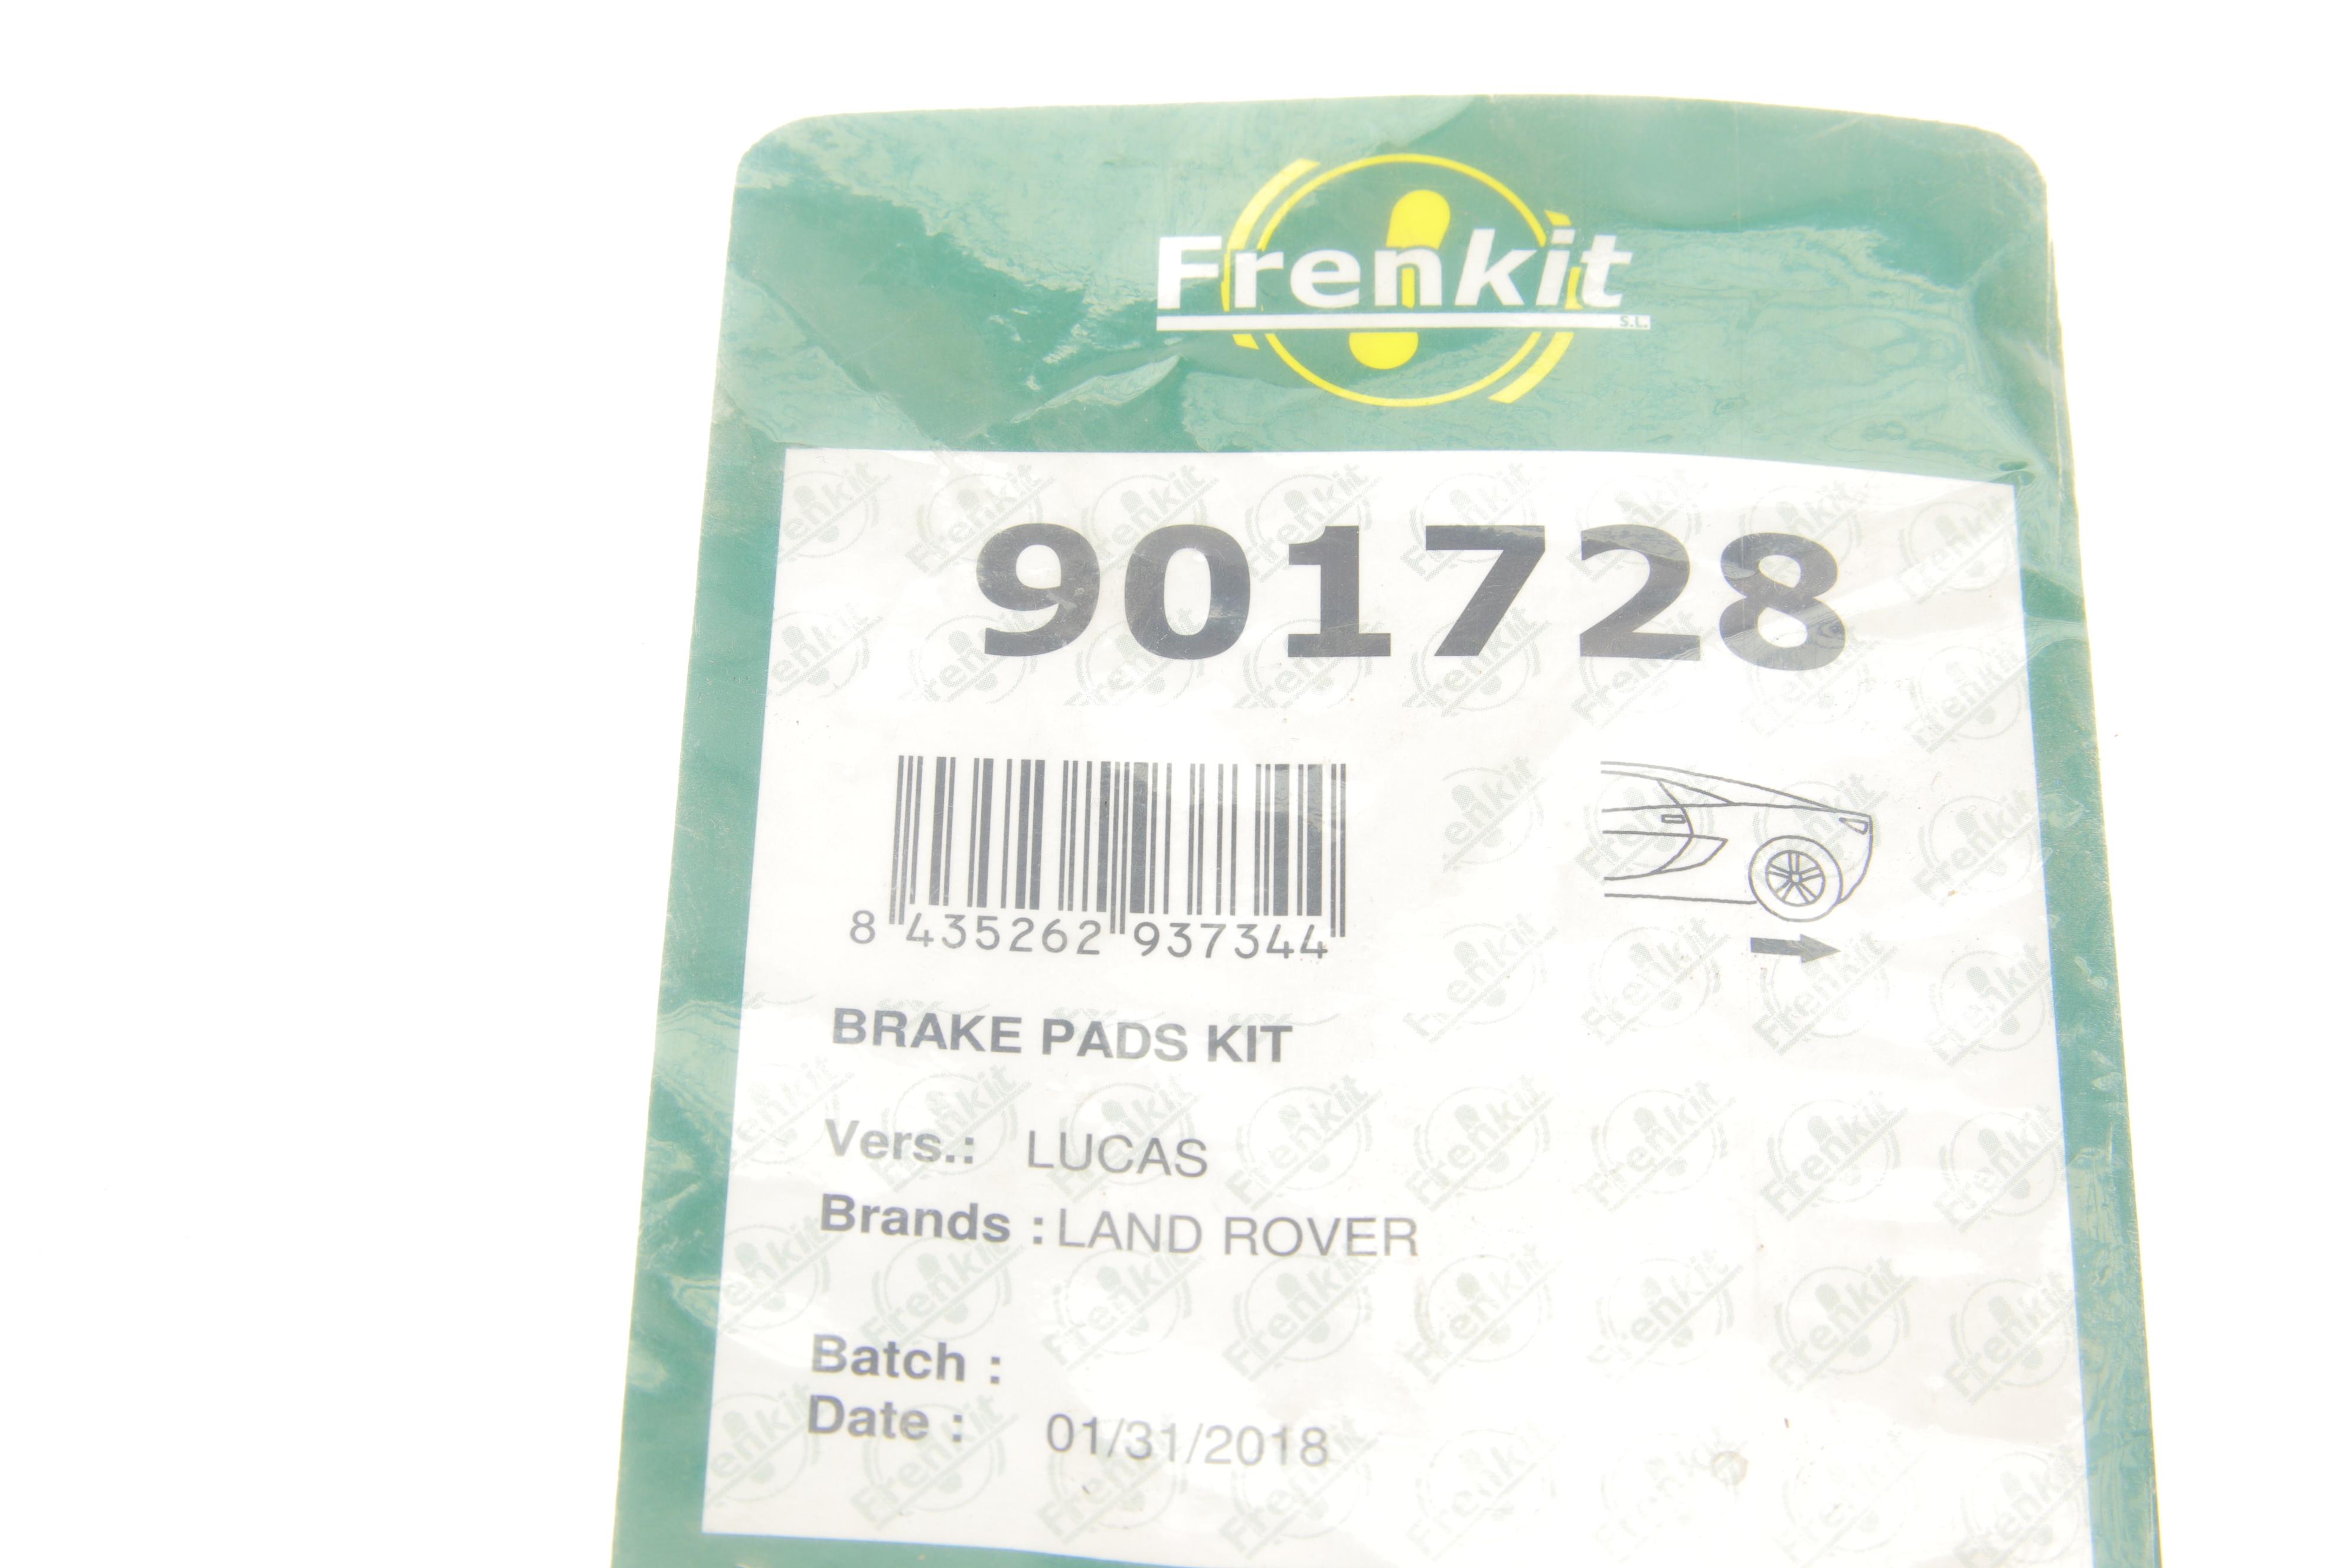 Frenkit
S.L.
901728
8 435262 937344
BRAKE PADS KIT
Vers.: LUCAS
Brands : LAND ROVER
Batch :
Date : 01/31/2018